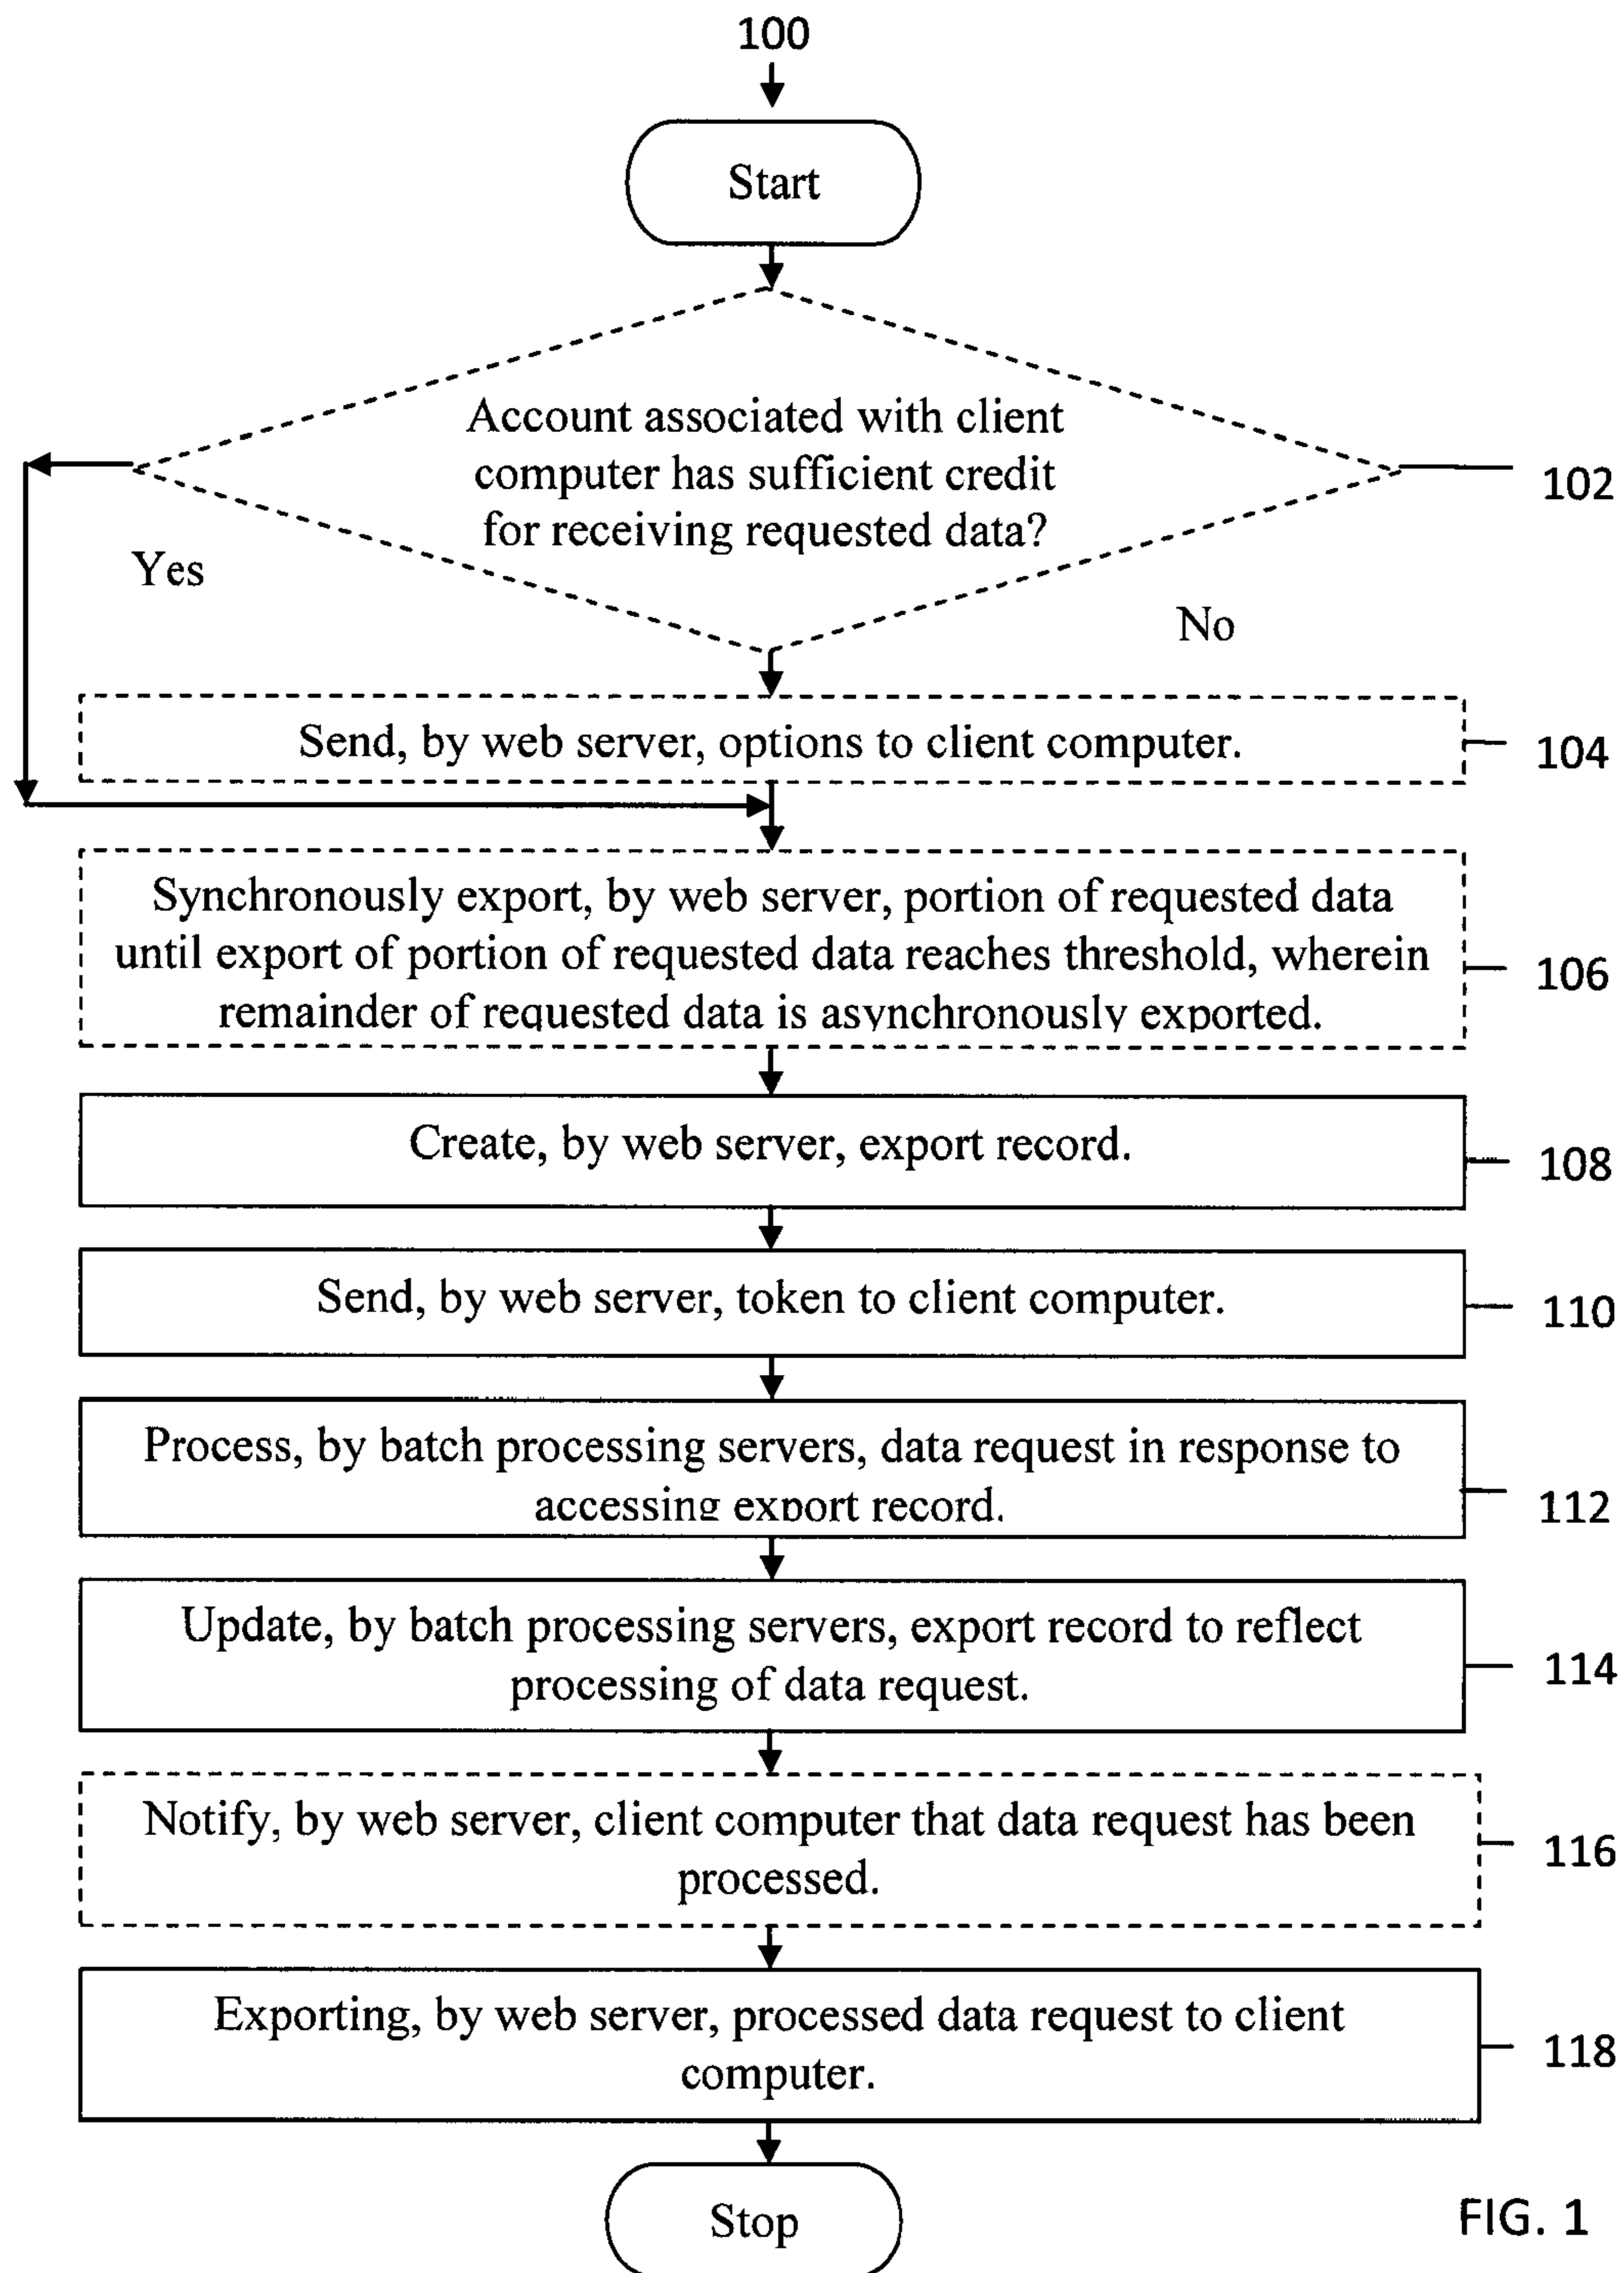 100
Start
Account associated with client
computer has sufficient credit
for receiving requested data?
102
Yes
No
Send, by web server, options to client computer.
104
Synchronously export, by web server, portion of requested data
until export of portion of requested data reaches threshold, wherein
remainder of requested data is asynchronously exported.
106
Create, by web server, export record.
108
Send, by web server, token to client computer.
110
Process, by batch processing servers, data request in response to
accessing export record.
112
Update, by batch processing servers, export record to reflect
processing of data request.
114
Notify, by web server, client computer that data request has been
processed.
116
Exporting, by web server, processed data request to client
computer.
118
Stop
FIG. 1